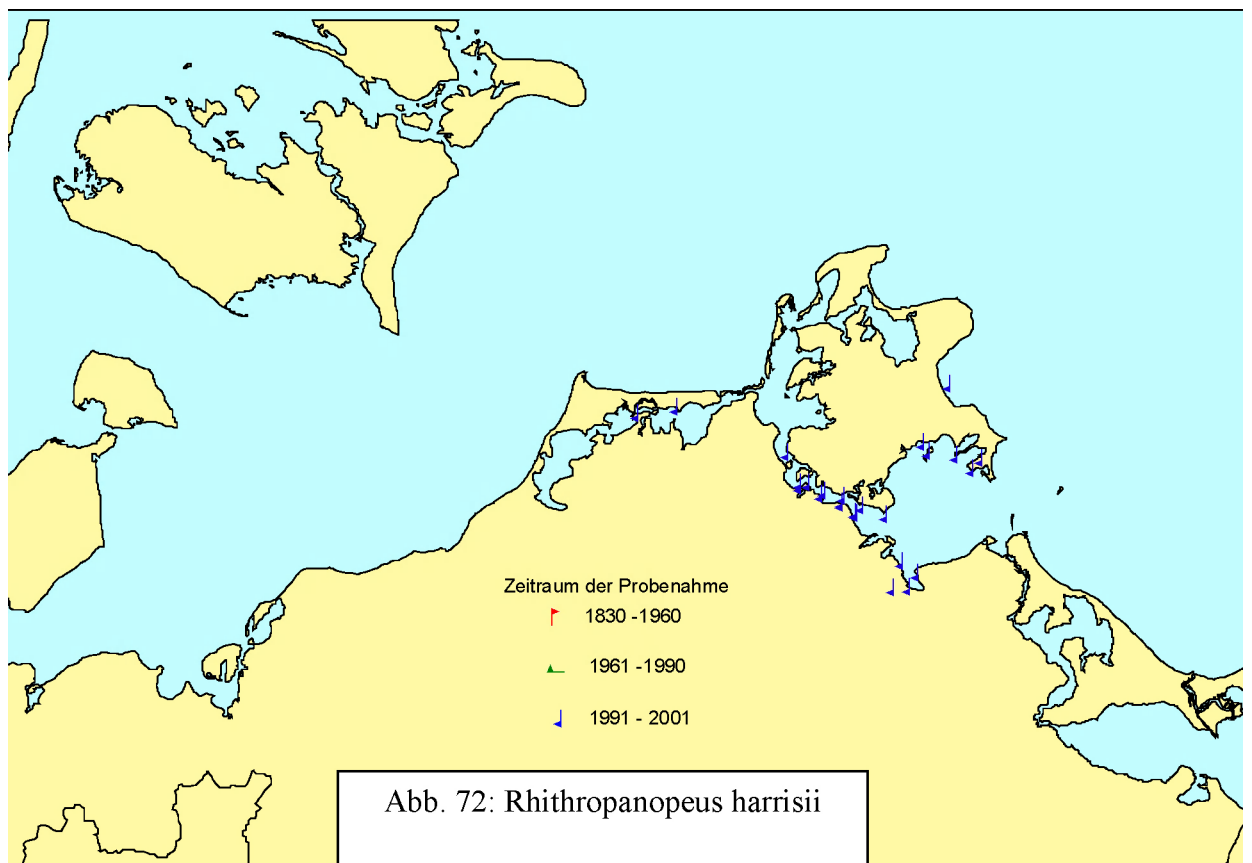 Zeitraum der Probenahme
1830 -1960
1961 -1990
1991 - 2001
Abb. 72: Rhithropanopeus harrisii